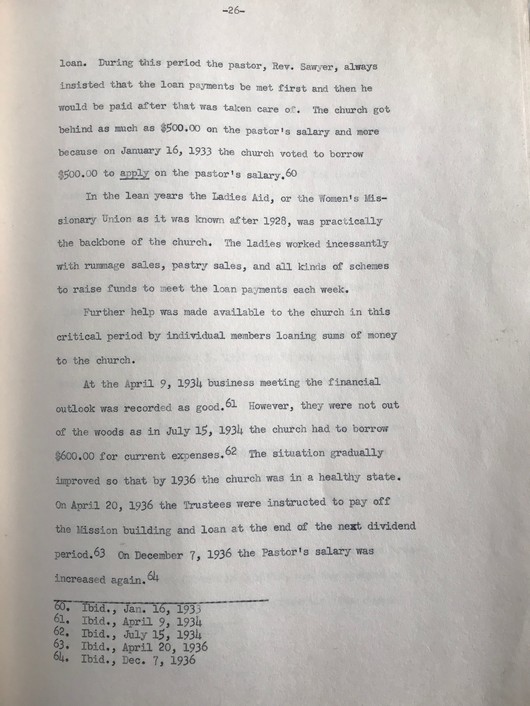 -26-
loan. During this period the pastor, Rev. Sawyer, always
insisted that the loan payments be met first and then he
would be paid after that was taken care of. The church got
behind as much as $500.00 on the pastor's salary and more
because on January 16, 1933 the church voted to borrow
$500.00 to apply on the pastor's salary.60
In the lean years the Ladies Aid, or the Women's Mis-
sionary Union as it was known after 1928, was practically
the backbone of the church. The ladies worked incessantly
with rummage sales, pastry sales, and all kinds of schemes
to raise funds to meet the loan payments each week.
Further help was made available to the church in this
critical period by individual members loaning sums of money
to the church.
At the April 9, 1934 business meeting the financial
outlook was recorded as good.61 However, they were not out
of the woods as in July 15, 1934 the church had to borrow
$600.00 for current expenses.62 The situation gradually
improved so that by 1936 the church was in a healthy state.
On April 20, 1936 the Trustees were instructed to pay off
the Mission building and loan at the end of the next dividend
period.63 On December 7, 1936 the Pastor's salary was
increased again.64
60. Ibid., Jan. 16, 1933
61. Ibid., April 9, 1934
62. Ibid., July 15, 1934
63. Ibid., April 20, 1936
64. Ibid., Dec. 7, 1936